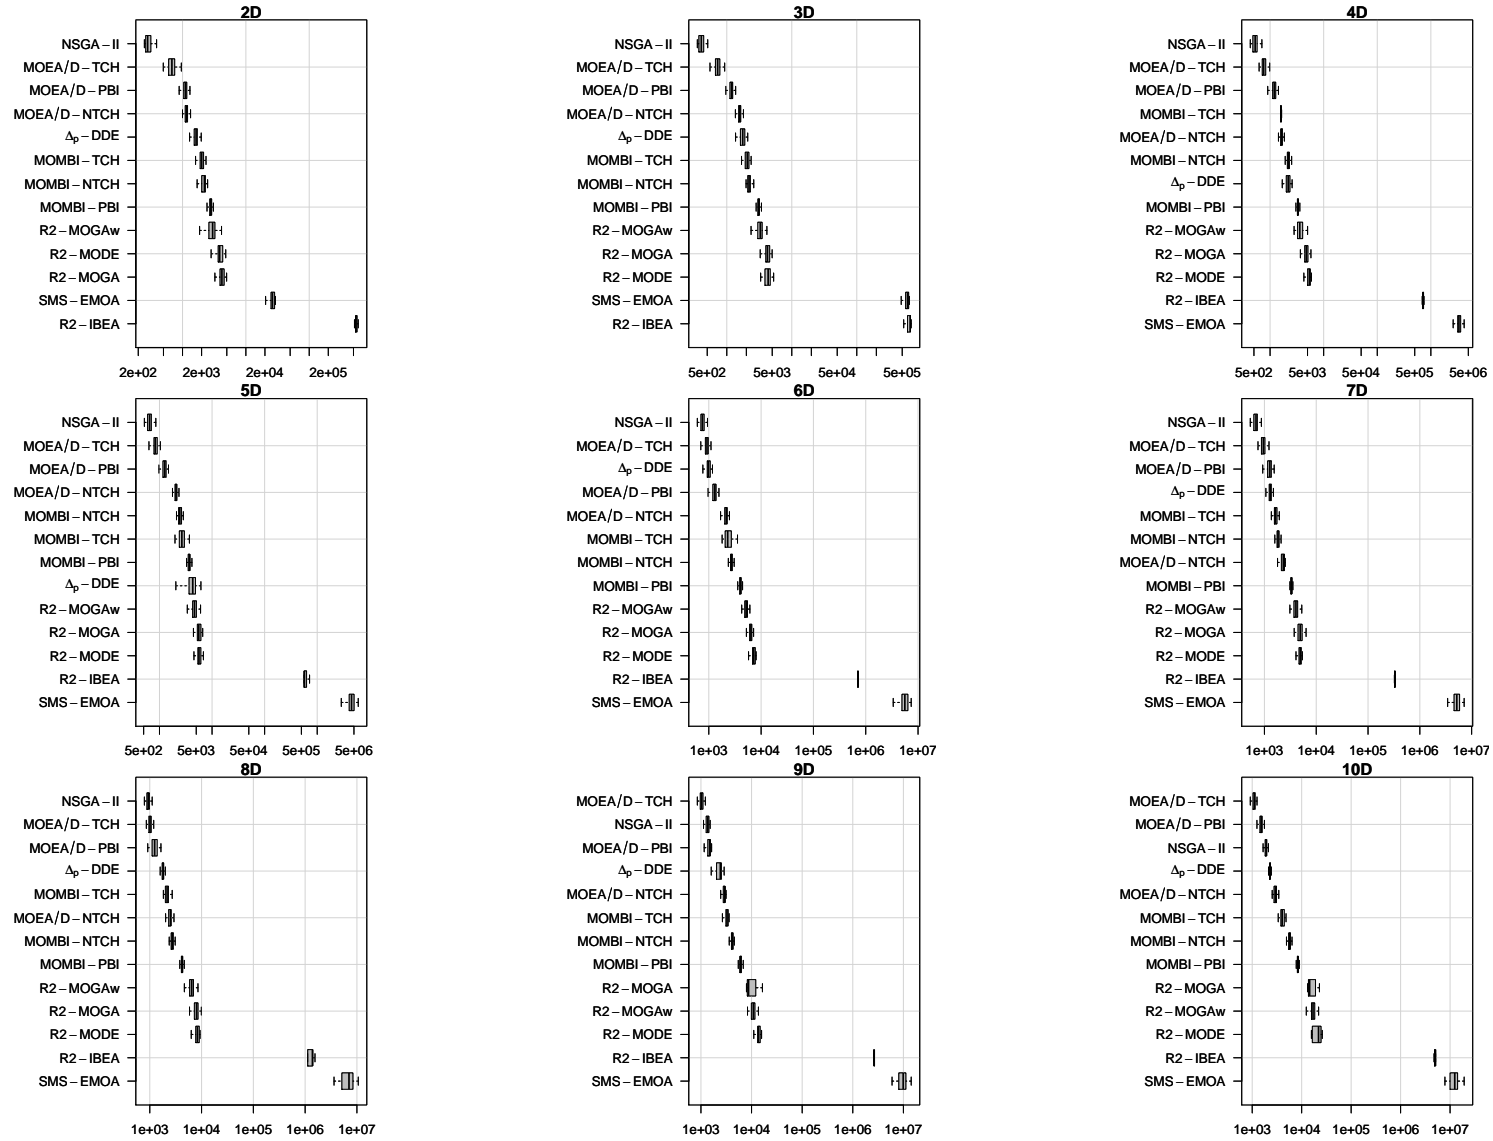 2D
NSGA−II
MOEA/D−TCH
MOEA/D−PBI
MOEA/D−NTCH
Δp−DDE
MOMBI−TCH
MOMBI−NTCH
MOMBI−PBI
R2−MOGAw
R2−MODE
R2−MOGA
SMS−EMOA
R2−IBEA
2e+02 2e+03 2e+04 2e+05
3D
NSGA−II
MOEA/D−TCH
MOEA/D−PBI
MOEA/D−NTCH
Δp−DDE
MOMBI−TCH
MOMBI−NTCH
MOMBI−PBI
R2−MOGAw
R2−MOGA
R2−MODE
SMS−EMOA
R2−IBEA
5e+02 5e+03 5e+04 5e+05
4D
NSGA−II
MOEA/D−TCH
MOEA/D−PBI
MOMBI−TCH
MOEA/D−NTCH
MOMBI−NTCH
Δp−DDE
MOMBI−PBI
R2−MOGAw
R2−MOGA
R2−MODE
R2−IBEA
SMS−EMOA
5e+02 5e+03 5e+04 5e+05 5e+06
5D
NSGA−II
MOEA/D−TCH
MOEA/D−PBI
MOEA/D−NTCH
MOMBI−NTCH
MOMBI−TCH
MOMBI−PBI
Δp−DDE
R2−MOGAw
R2−MOGA
R2−MODE
R2−IBEA
SMS−EMOA
5e+02 5e+03 5e+04 5e+05 5e+06
6D
NSGA−II
MOEA/D−TCH
Δp−DDE
MOEA/D−PBI
MOEA/D−NTCH
MOMBI−TCH
MOMBI−NTCH
MOMBI−PBI
R2−MOGAw
R2−MOGA
R2−MODE
R2−IBEA
SMS−EMOA
1e+03 1e+04 1e+05 1e+06 1e+07
7D
NSGA−II
MOEA/D−TCH
MOEA/D−PBI
Δp−DDE
MOMBI−TCH
MOMBI−NTCH
MOEA/D−NTCH
MOMBI−PBI
R2−MOGAw
R2−MOGA
R2−MODE
R2−IBEA
SMS−EMOA
1e+03 1e+04 1e+05 1e+06 1e+07
8D
NSGA−II
MOEA/D−TCH
MOEA/D−PBI
Δp−DDE
MOMBI−TCH
MOEA/D−NTCH
MOMBI−NTCH
MOMBI−PBI
R2−MOGAw
R2−MOGA
R2−MODE
R2−IBEA
SMS−EMOA
1e+03 1e+04 1e+05 1e+06 1e+07
9D
MOEA/D−TCH
NSGA−II
MOEA/D−PBI
Δp−DDE
MOEA/D−NTCH
MOMBI−TCH
MOMBI−NTCH
MOMBI−PBI
R2−MOGA
R2−MOGAw
R2−MODE
R2−IBEA
SMS−EMOA
1e+03 1e+04 1e+05 1e+06 1e+07
10D
MOEA/D−TCH
MOEA/D−PBI
NSGA−II
Δp−DDE
MOEA/D−NTCH
MOMBI−TCH
MOMBI−NTCH
MOMBI−PBI
R2−MOGA
R2−MOGAw
R2−MODE
R2−IBEA
SMS−EMOA
1e+03 1e+04 1e+05 1e+06 1e+07